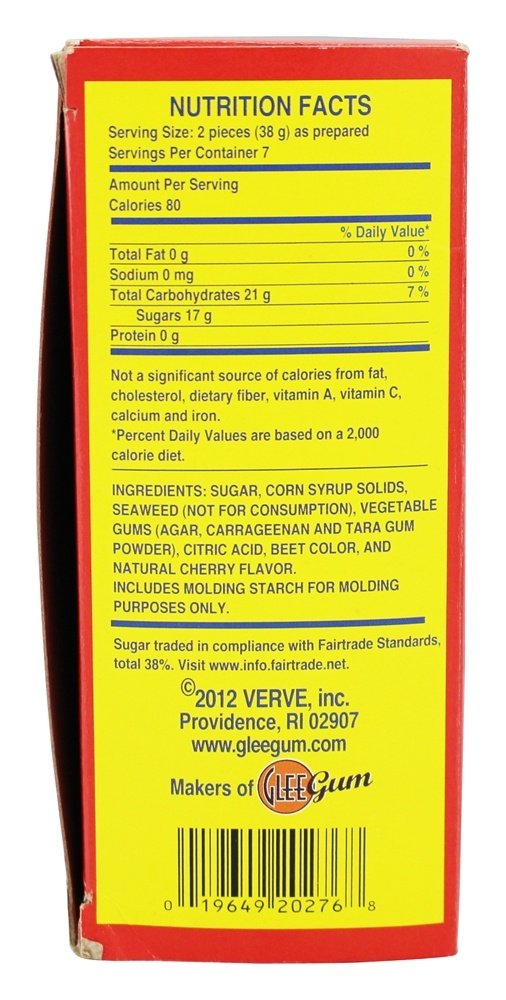 NUTRITION FACTS
Serving Size: 2 pieces (38 g) as prepared
Servings Per Container 7
Amount Per Serving
Calories 80
% Daily Value*
Total Fat 0 g 0 %
Sodium 0 mg 0 %
Total Carbohydrates 21 g 7 %
Sugars 17 g
Protein 0 g
Not a significant source of calories from fat,
cholesterol, dietary fiber, vitamin A, vitamin C,
calcium and iron.
*Percent Daily Values are based on a 2,000
calorie diet.
INGREDIENTS: SUGAR, CORN SYRUP SOLIDS,
SEAWEED (NOT FOR CONSUMPTION), VEGETABLE
GUMS (AGAR, CARRAGEENAN AND TARA GUM
POWDER), CITRIC ACID, BEET COLOR, AND
NATURAL CHERRY FLAVOR.
INCLUDES MOLDING STARCH FOR MOLDING
PURPOSES ONLY.
Sugar traded in compliance with Fairtrade Standards,
total 38%. Visit www.info.fairtrade.net.
©2012 VERVE, inc.
Providence, RI 02907
www.gleegum.com
Makers of GLEE Gum
0 19649 20276 8